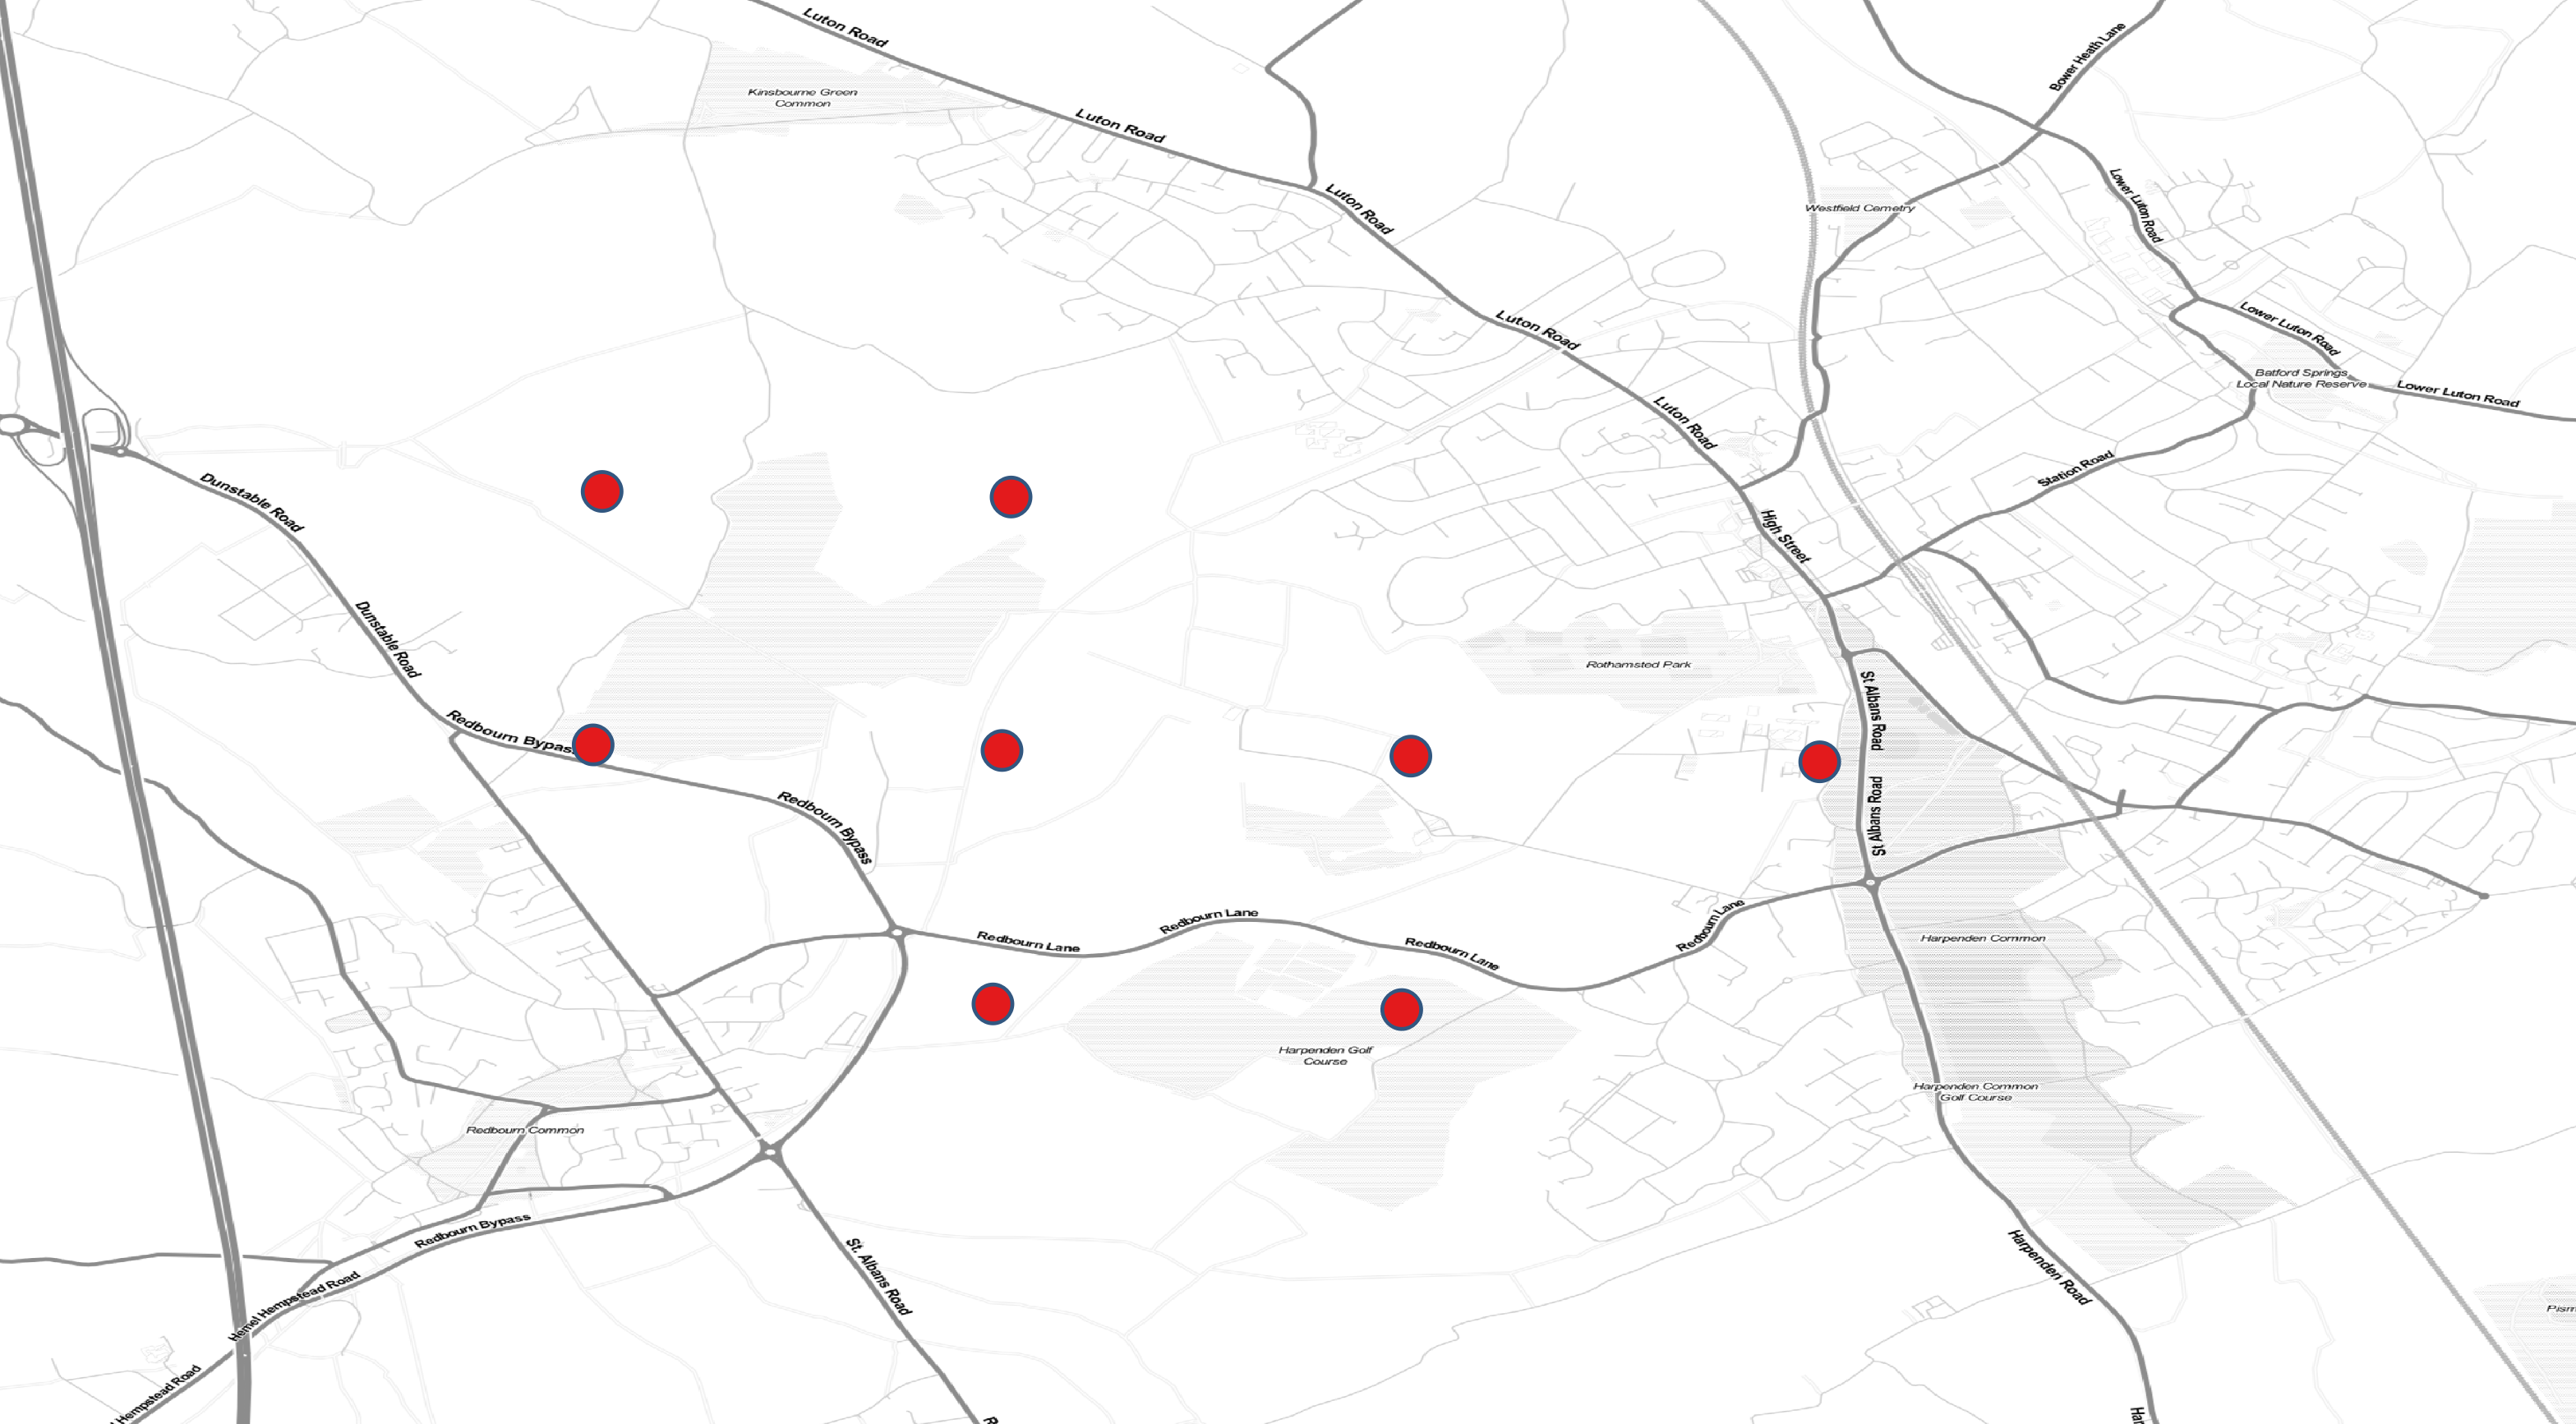 Luton Road
Bower Heath Lane
Kinsbourne Green
Common
Luton Road
Luton Road
Westfield Cemetry
Lower Luton Road
Luton Road
Lower Luton Road
Batford Springs
Local Nature Reserve
Lower Luton Road
Luton Road
Station Road
Dunstable Road
High Street
Dunstable Road
Rothamsted Park
St Albans Road
Redbourn Bypass
St Albans Road
Redbourn Bypass
Redbourn Lane
Redbourn Lane
Redbourn Lane
Redbourn Lane
Harpenden Common
Harpenden Golf
Course
Harpenden Common
Golf Course
Redbourn Common
Redbourn Bypass
St. Albans Road
Harpenden Road
Hemel Hempstead Road
Pism
Hempstead Road
R
Har